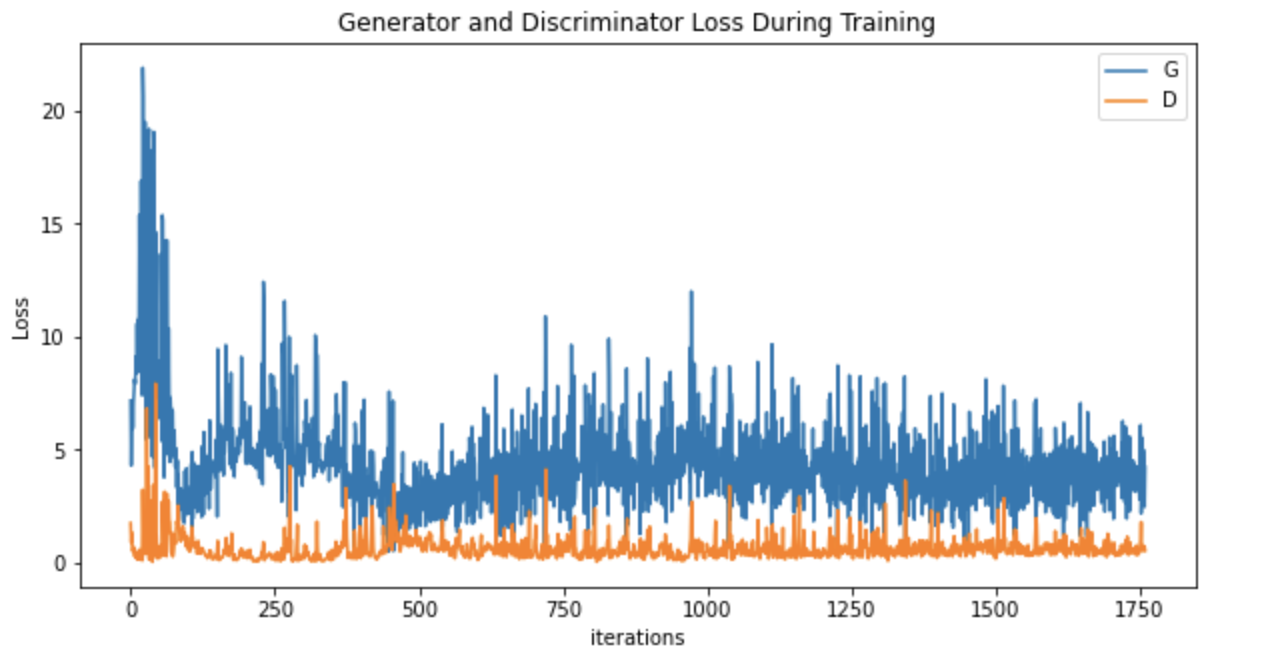 Generator and Discriminator Loss During Training
G
D
Loss
20
15
10
5
0
0 250 500 750 1000 1250 1500 1750
iterations